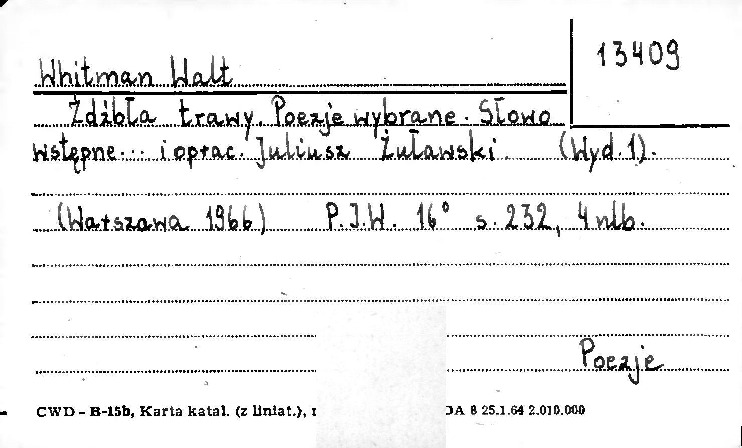 13409
Whitman Walt
Źdźbła trawy. Poezje wybrane. Słowo
wstępne... i oprac. Juliusz Żuławski. (Wyd. 1).
(Warszawa 1966) P.I.W. 16° s. 232, 4 nlb.
Poezje
CWD – B-15b, Karta katal. (z liniat.), DA 8 25.1.64 2.010.000